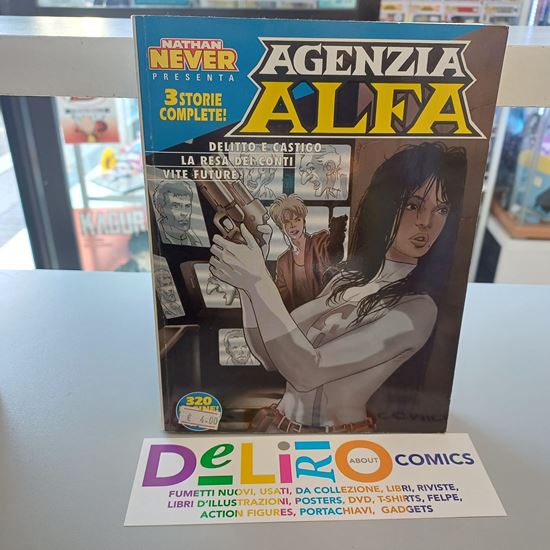 NATHAN
NEVER
PRESENTA
AGENZIA
ALFA
3 STORIE
COMPLETE!
DELITTO E CASTIGO
LA RESA DEI CONTI
VITE FUTURE
320
€ 4.00
KABUR
DELIRIO
ABOUT
COMICS
FUMETTI NUOVI, USATI, DA COLLEZIONE, LIBRI, RIVISTE,
LIBRI D'ILLUSTRAZIONI, POSTERS, DVD, T-SHIRTS, FELPE,
ACTION FIGURES, PORTACHIAVI, GADGETS